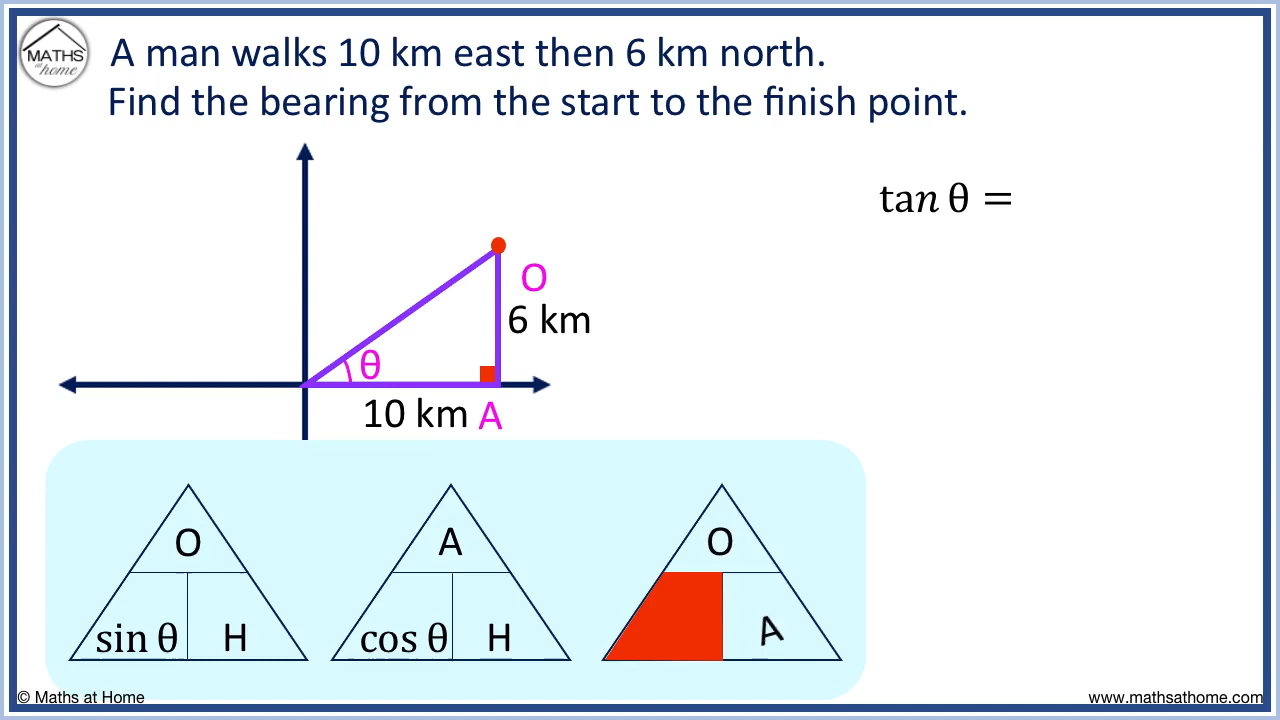 MATHS
at
home
A man walks 10 km east then 6 km north.
Find the bearing from the start to the finish point.
tan θ =
O
6 km
θ
10 km A
O
A
O
sin θ H
cos θ H
A
© Maths at Home
www.mathsathome.com